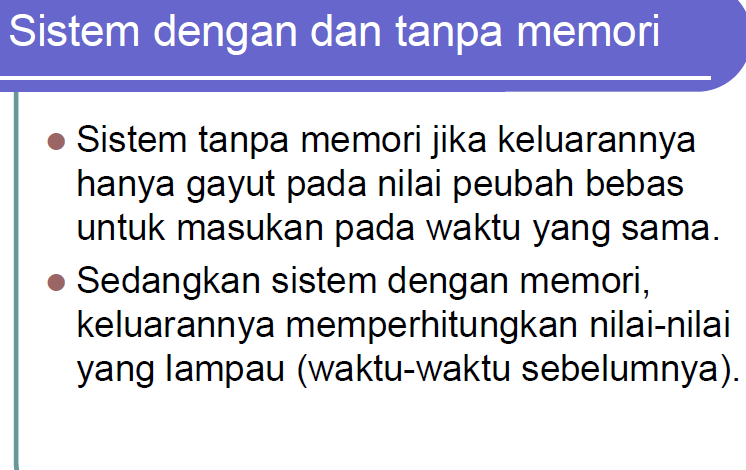 Sistem dengan dan tanpa memori
Sistem tanpa memori jika keluarannya
hanya gayut pada nilai peubah bebas
untuk masukan pada waktu yang sama.
Sedangkan sistem dengan memori,
keluarannya memperhitungkan nilai-nilai
yang lampau (waktu-waktu sebelumnya).